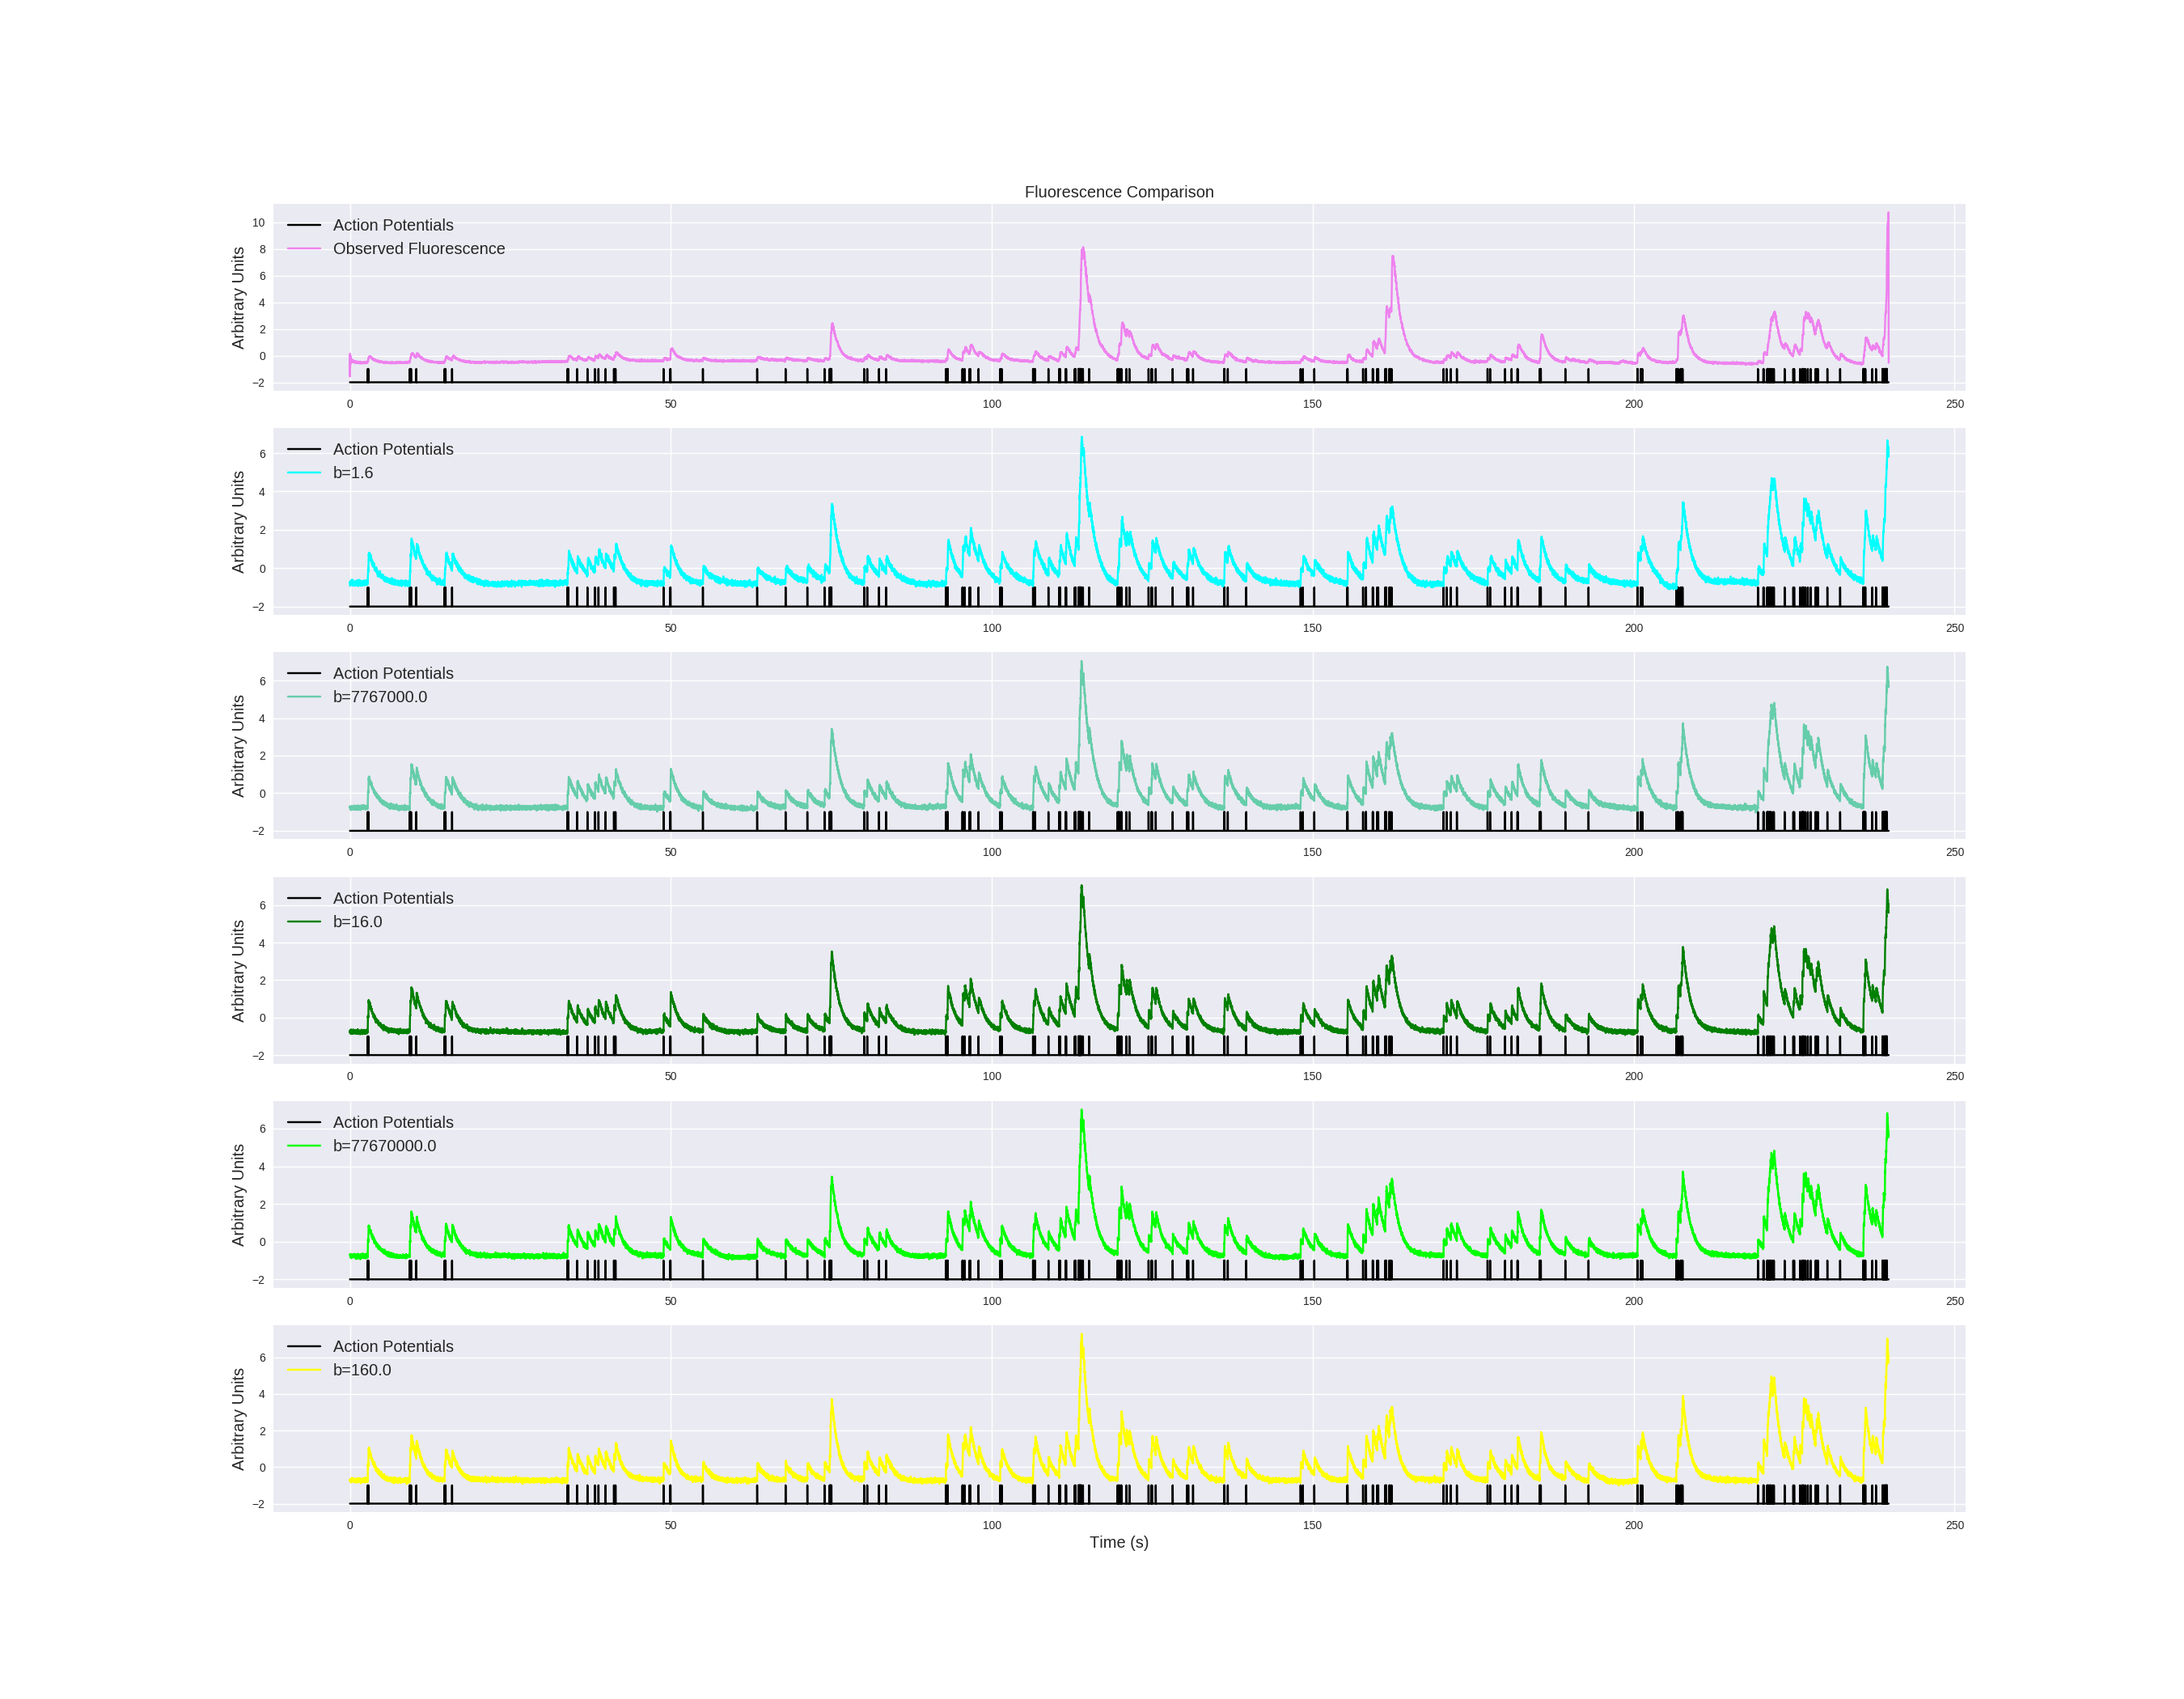 Fluorescence Comparison
Arbitrary Units
10
8
6
4
2
0
−2
Action Potentials
Observed Fluorescence
0 50 100 150 200 250
Arbitrary Units
6
4
2
0
−2
Action Potentials
b=1.6
0 50 100 150 200 250
Arbitrary Units
6
4
2
0
−2
Action Potentials
b=7767000.0
0 50 100 150 200 250
Arbitrary Units
6
4
2
0
−2
Action Potentials
b=16.0
0 50 100 150 200 250
Arbitrary Units
6
4
2
0
−2
Action Potentials
b=77670000.0
0 50 100 150 200 250
Arbitrary Units
6
4
2
0
−2
Action Potentials
b=160.0
0 50 100 150 200 250
Time (s)